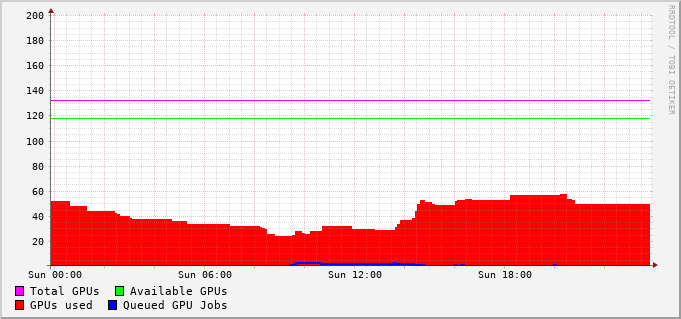 200
180
160
140
120
100
80
60
40
20
Sun 00:00 Sun 06:00 Sun 12:00 Sun 18:00
Total GPUs Available GPUs
GPUs used Queued GPU Jobs
RRDTOOL / TOBI OETIKER